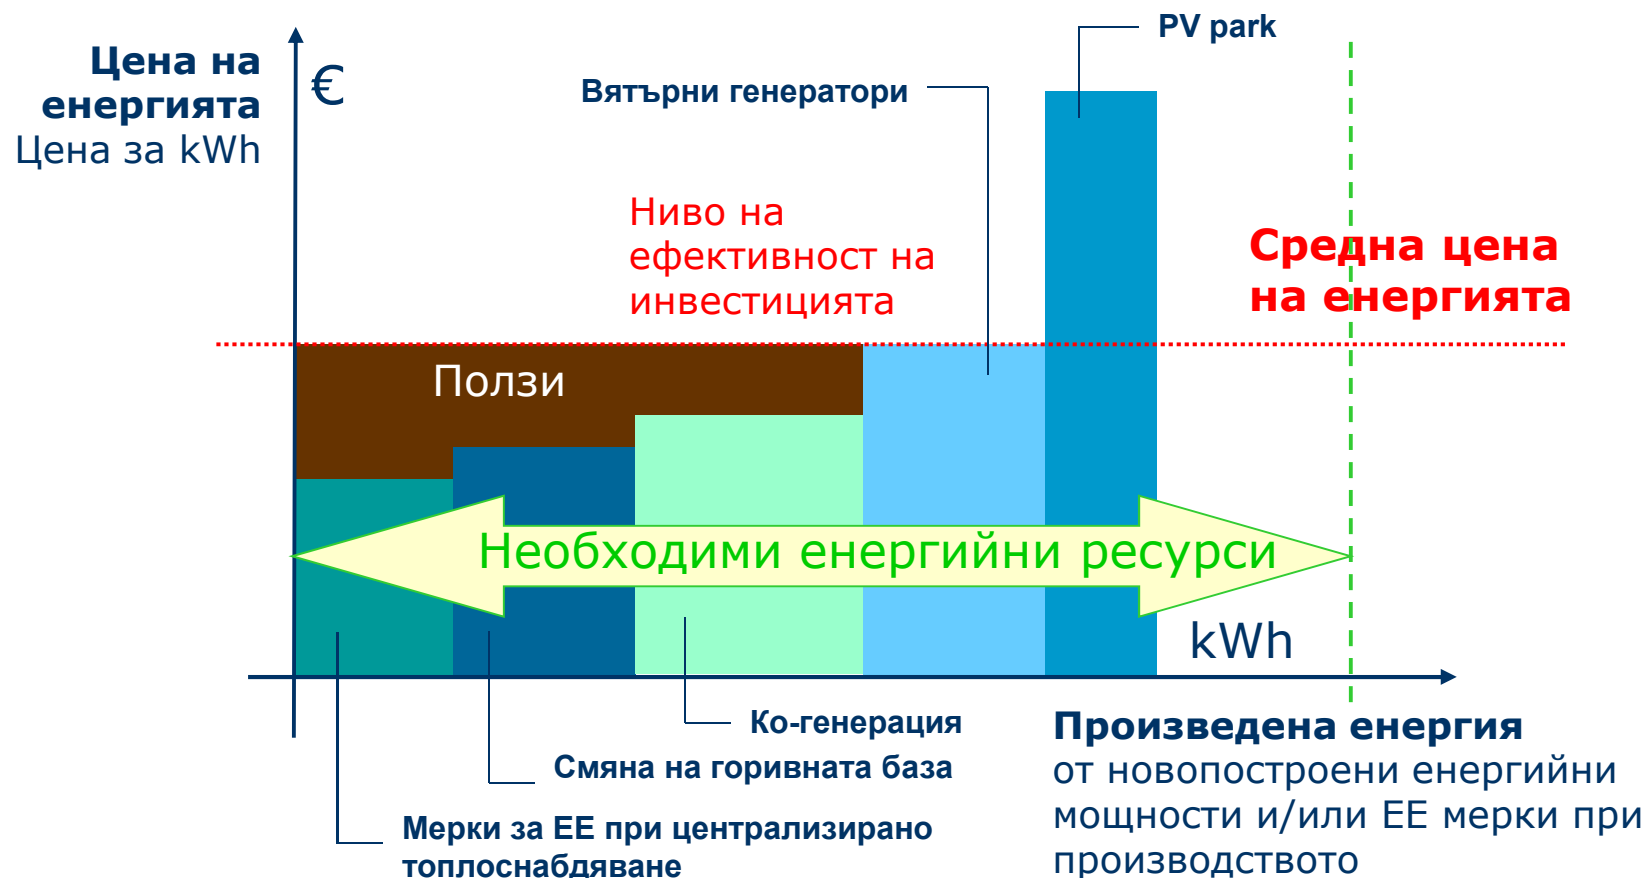 PV park
Цена на
енергията
Цена за kWh
€
Вятърни генератори
Ниво на
ефективност на
инвестицията
Средна цена
на енергията
Ползи
Необходими енергийни ресурси
kWh
Ко-генерация
Смяна на горивната база
Мерки за ЕЕ при централизирано
топлоснабдяване
Произведена енергия
от новопостроени енергийни
мощности и/или ЕЕ мерки при
производството